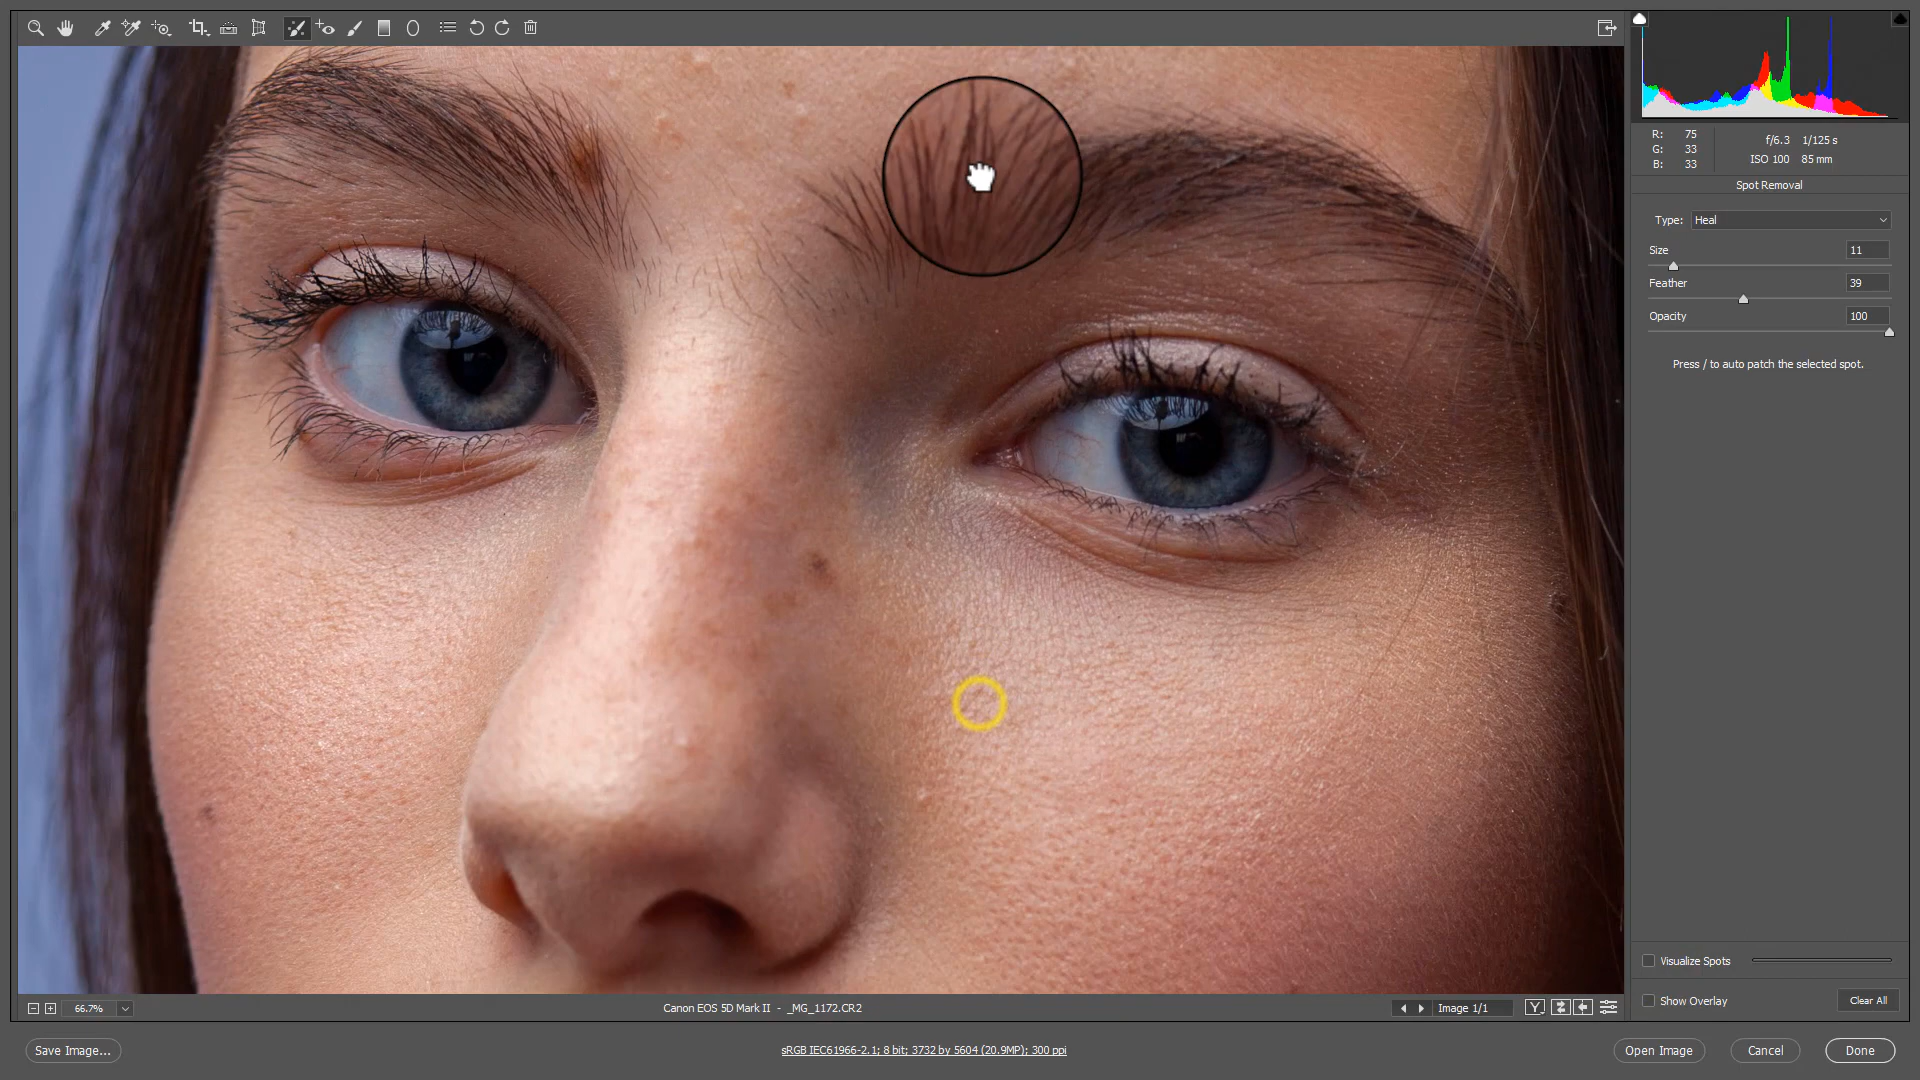 R: 75
G: 33
B: 33
f/6.3 1/125 s
ISO 100 85 mm
Spot Removal
Type: Heal
Size 11
Feather 39
Opacity 100
Press / to auto patch the selected spot.
Visualize Spots
Show Overlay Clear All
66.7% Canon EOS 5D Mark II - _MG_1172.CR2 Image 1/1 Y
Save Image... sRGB IEC61966-2.1; 8 bit; 3732 by 5604 (20.9MP); 300 ppi Open Image Cancel Done